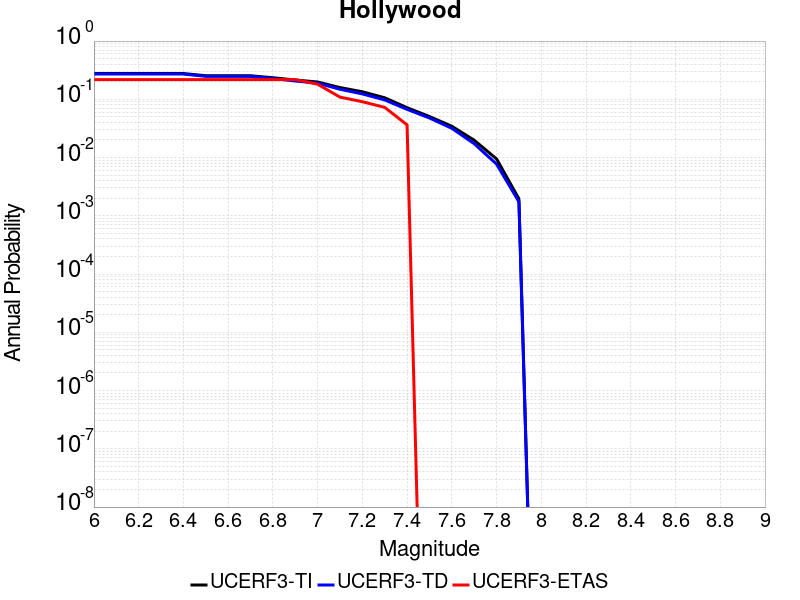 Hollywood
10^0
10^-1
10^-2
10^-3
10^-4
10^-5
10^-6
10^-7
10^-8
Annual Probability
6 6.2 6.4 6.6 6.8 7 7.2 7.4 7.6 7.8 8 8.2 8.4 8.6 8.8 9
Magnitude
UCERF3-TI UCERF3-TD UCERF3-ETAS